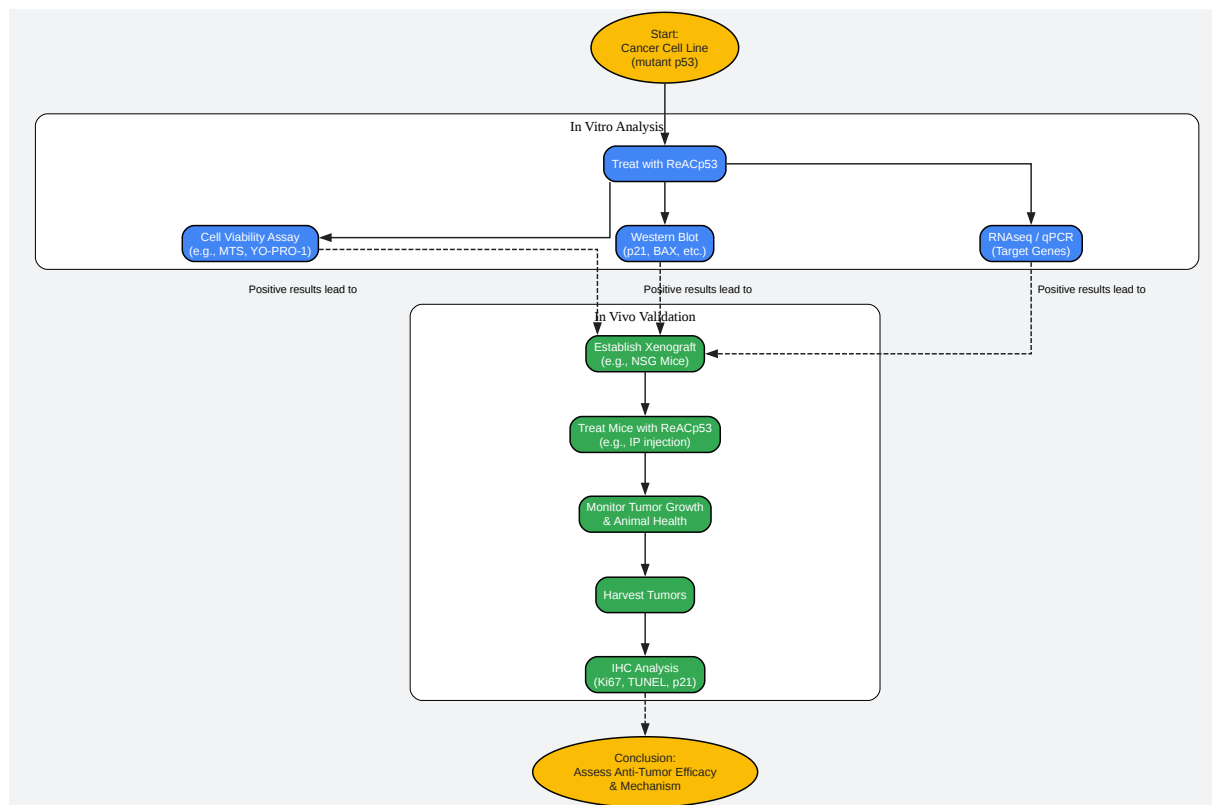 Start:
Cancer Cell Line
(mutant p53)
In Vitro Analysis
Treat with ReACp53
Cell Viability Assay
(e.g., MTS, YO-PRO-1)
Western Blot
(p21, BAX, etc.)
RNAseq / qPCR
(Target Genes)
Positive results lead to
Positive results lead to
Positive results lead to
In Vivo Validation
Establish Xenograft
(e.g., NSG Mice)
Treat Mice with ReACp53
(e.g., IP injection)
Monitor Tumor Growth
& Animal Health
Harvest Tumors
IHC Analysis
(Ki67, TUNEL, p21)
Conclusion:
Assess Anti-Tumor Efficacy
& Mechanism